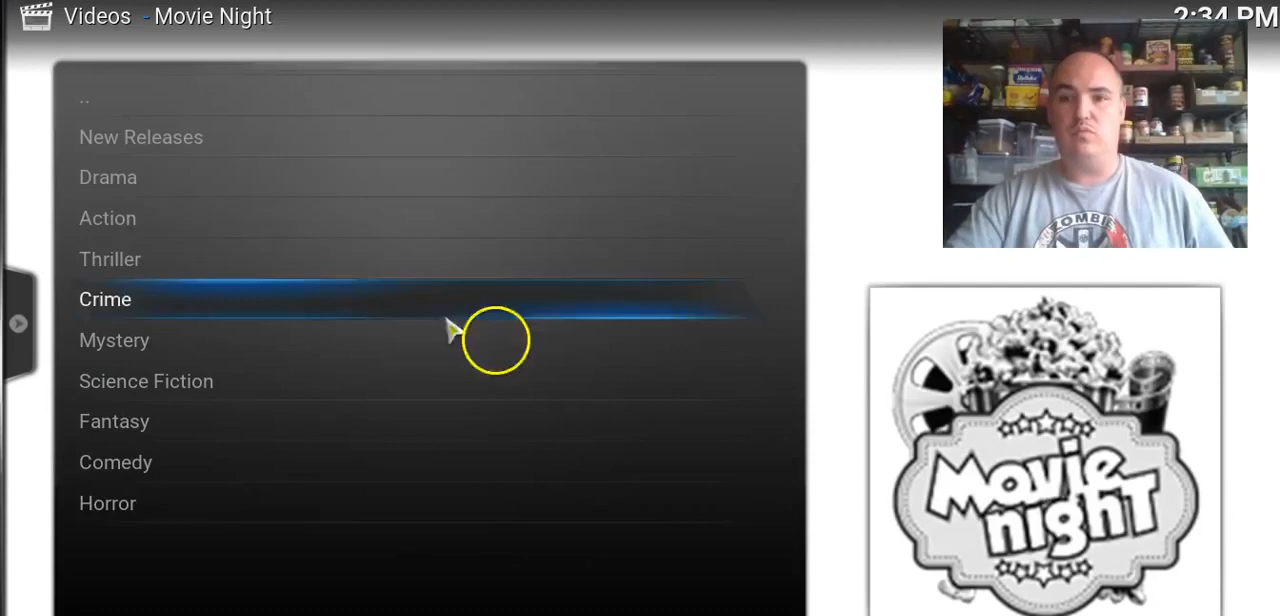 Videos - Movie Night
2:34 PM
..
New Releases
Drama
Action
Thriller
Crime
Mystery
Science Fiction
Fantasy
Comedy
Horror
ZOMBIE
Movie
nighT